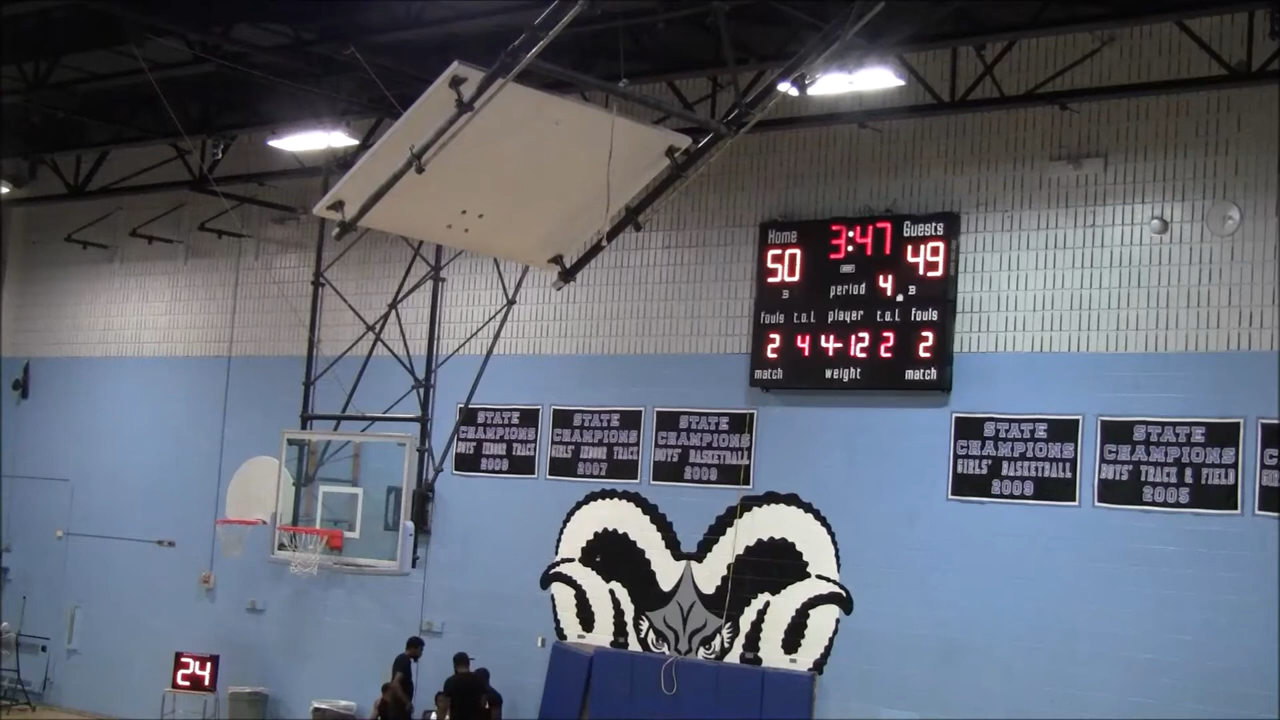 Home 3:47 Guests
50 49
B period 4 B
fouls t.o.l. player t.o.l. fouls
2 4 4-12 2 2
match weight match
STATE
CHAMPIONS
BOYS' INDOOR TRACK
2009
STATE
CHAMPIONS
GIRLS' INDOOR TRACK
2007
STATE
CHAMPIONS
BOYS' BASKETBALL
2009
STATE
CHAMPIONS
GIRLS' BASKETBALL
2009
STATE
CHAMPIONS
BOYS' TRACK & FIELD
2005
24